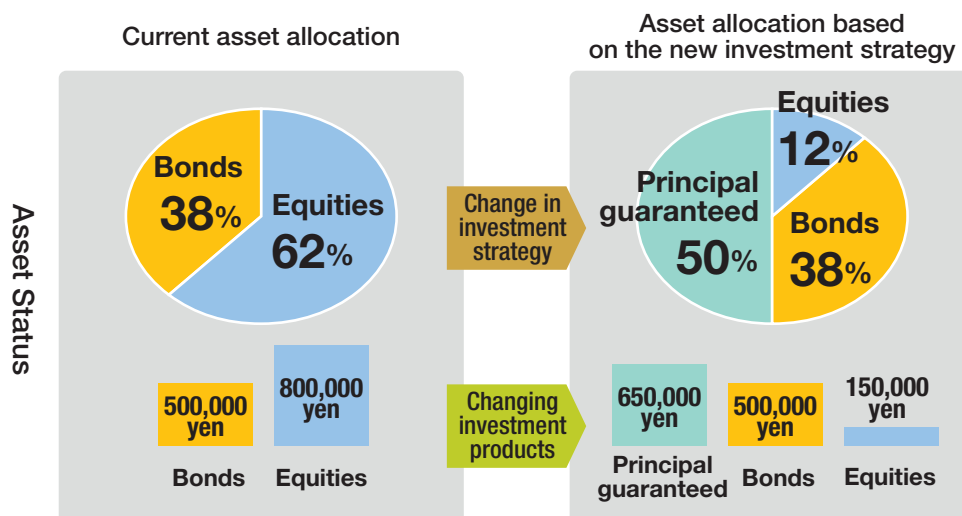 Current asset allocation
Asset allocation based
on the new investment strategy
Asset Status
Bonds
38%
Equities
62%
Change in
investment
strategy
Equities
12%
Principal
guaranteed
50%
Bonds
38%
500,000
yen
Bonds
800,000
yen
Equities
Changing
investment
products
650,000
yen
Principal
guaranteed
500,000
yen
Bonds
150,000
yen
Equities